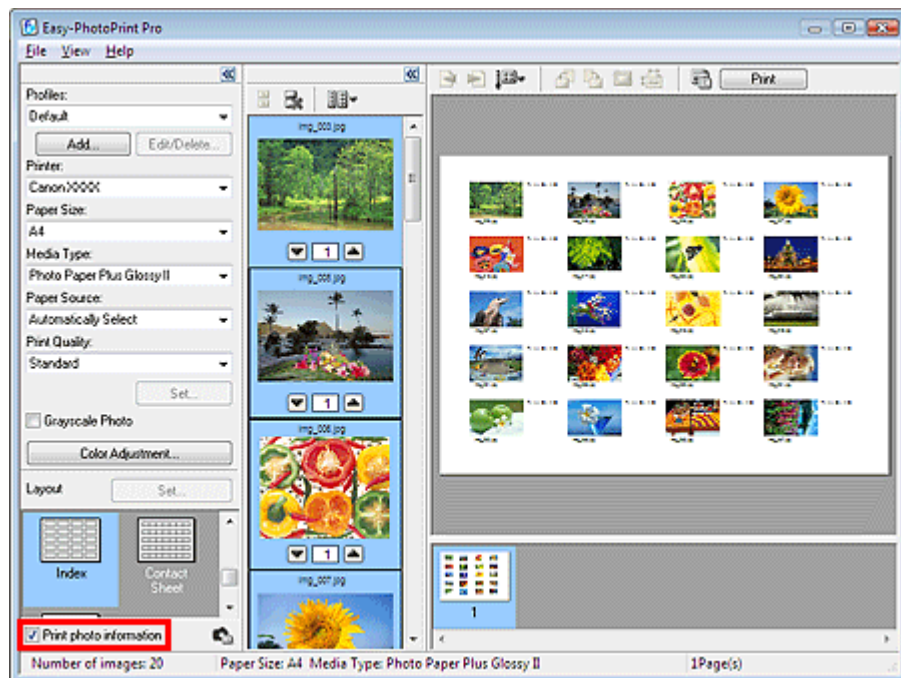 Easy-PhotoPrint Pro
File View Help
Profiles:
Default
Add...
Edit/Delete...
Printer:
Canon XXXX
Paper Size:
A4
Media Type:
Photo Paper Plus Glossy II
Paper Source:
Automatically Select
Print Quality:
Standard
Set...
Grayscale Photo
Color Adjustment...
Layout
Set...
Index
Contact Sheet
Print photo information
img_003.jpg
1
img_005.jpg
1
img_006.jpg
1
img_007.jpg
Print
1
Number of images: 20
Paper Size: A4 Media Type: Photo Paper Plus Glossy II
1Page(s)